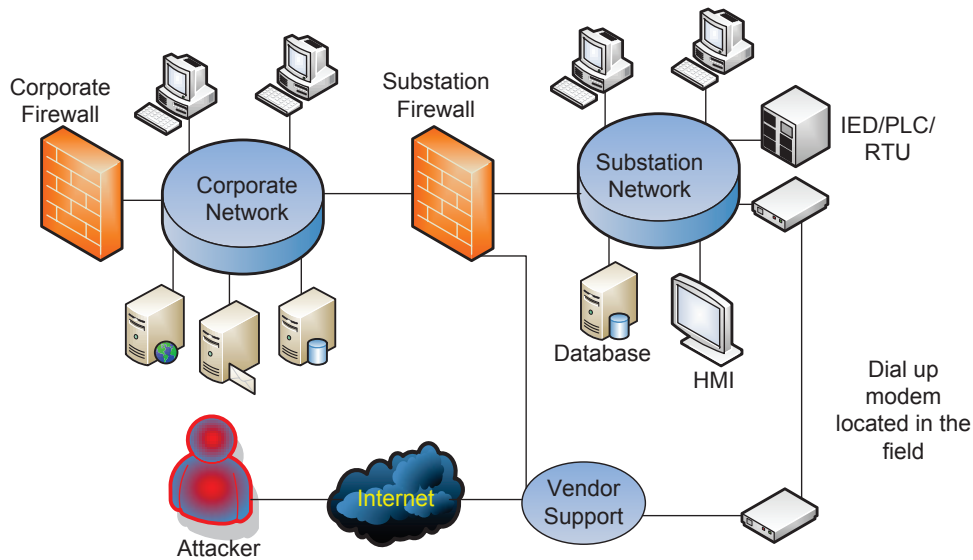 Corporate
Firewall
Substation
Firewall
IED/PLC/
RTU
Corporate
Network
Substation
Network
Database
HMI
Dial up
modem
located in the
field
Internet
Vendor
Support
Attacker